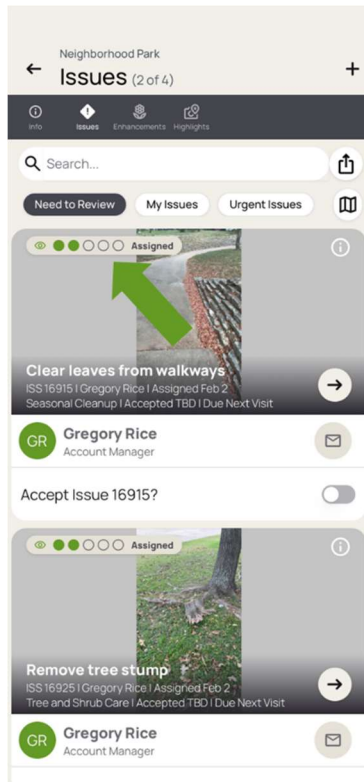 Neighborhood Park
Issues (2 of 4)
Info
Issues
Enhancements
Highlights
Search...
Need to Review
My Issues
Urgent Issues
Assigned
Clear leaves from walkways
ISS 16915 | Gregory Rice | Assigned Feb 2
Seasonal Cleanup | Accepted TBD | Due Next Visit
GR
Gregory Rice
Account Manager
Accept Issue 16915?
Assigned
Remove tree stump
ISS 16925 | Gregory Rice | Assigned Feb 2
Tree and Shrub Care | Accepted TBD | Due Next Visit
GR
Gregory Rice
Account Manager